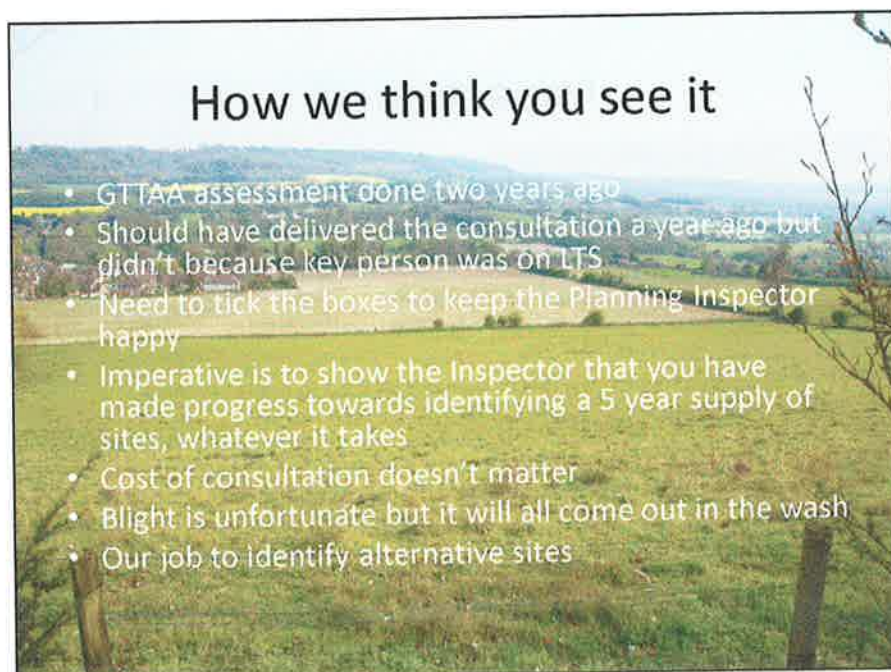 How we think you see it
• GTTAA assessment done two years ago
• Should have delivered the consultation a year ago but
didn't because key person was on LTS
• Need to tick the boxes to keep the Planning Inspector
happy
• Imperative is to show the Inspector that you have
made progress towards identifying a 5 year supply of
sites, whatever it takes
• Cost of consultation doesn't matter
• Blight is unfortunate but it will all come out in the wash
• Our job to identify alternative sites